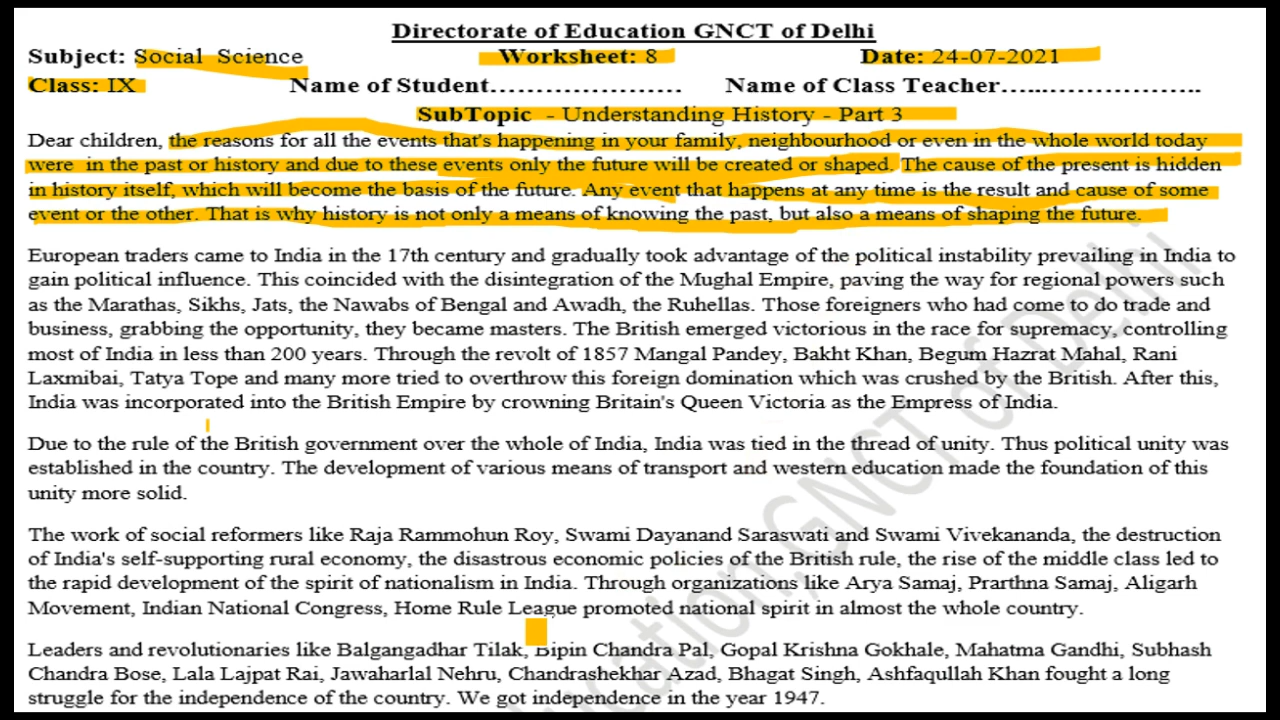 Directorate of Education GNCT of Delhi
Subject: Social Science Worksheet: 8 Date: 24-07-2021
Class: IX Name of Student…………………. Name of Class Teacher…..………………..
SubTopic - Understanding History - Part 3
Dear children, the reasons for all the events that's happening in your family, neighbourhood or even in the whole world today
were in the past or history and due to these events only the future will be created or shaped. The cause of the present is hidden
in history itself, which will become the basis of the future. Any event that happens at any time is the result and cause of some
event or the other. That is why history is not only a means of knowing the past, but also a means of shaping the future.
European traders came to India in the 17th century and gradually took advantage of the political instability prevailing in India to
gain political influence. This coincided with the disintegration of the Mughal Empire, paving the way for regional powers such
as the Marathas, Sikhs, Jats, the Nawabs of Bengal and Awadh, the Ruhellas. Those foreigners who had come to do trade and
business, grabbing the opportunity, they became masters. The British emerged victorious in the race for supremacy, controlling
most of India in less than 200 years. Through the revolt of 1857 Mangal Pandey, Bakht Khan, Begum Hazrat Mahal, Rani
Laxmibai, Tatya Tope and many more tried to overthrow this foreign domination which was crushed by the British. After this,
India was incorporated into the British Empire by crowning Britain's Queen Victoria as the Empress of India.
Due to the rule of the British government over the whole of India, India was tied in the thread of unity. Thus political unity was
established in the country. The development of various means of transport and western education made the foundation of this
unity more solid.
The work of social reformers like Raja Rammohun Roy, Swami Dayanand Saraswati and Swami Vivekananda, the destruction
of India's self-supporting rural economy, the disastrous economic policies of the British rule, the rise of the middle class led to
the rapid development of the spirit of nationalism in India. Through organizations like Arya Samaj, Prarthna Samaj, Aligarh
Movement, Indian National Congress, Home Rule League promoted national spirit in almost the whole country.
Leaders and revolutionaries like Balgangadhar Tilak, Bipin Chandra Pal, Gopal Krishna Gokhale, Mahatma Gandhi, Subhash
Chandra Bose, Lala Lajpat Rai, Jawaharlal Nehru, Chandrashekhar Azad, Bhagat Singh, Ashfaqullah Khan fought a long
struggle for the independence of the country. We got independence in the year 1947.
ucation,GNCT of Delhi